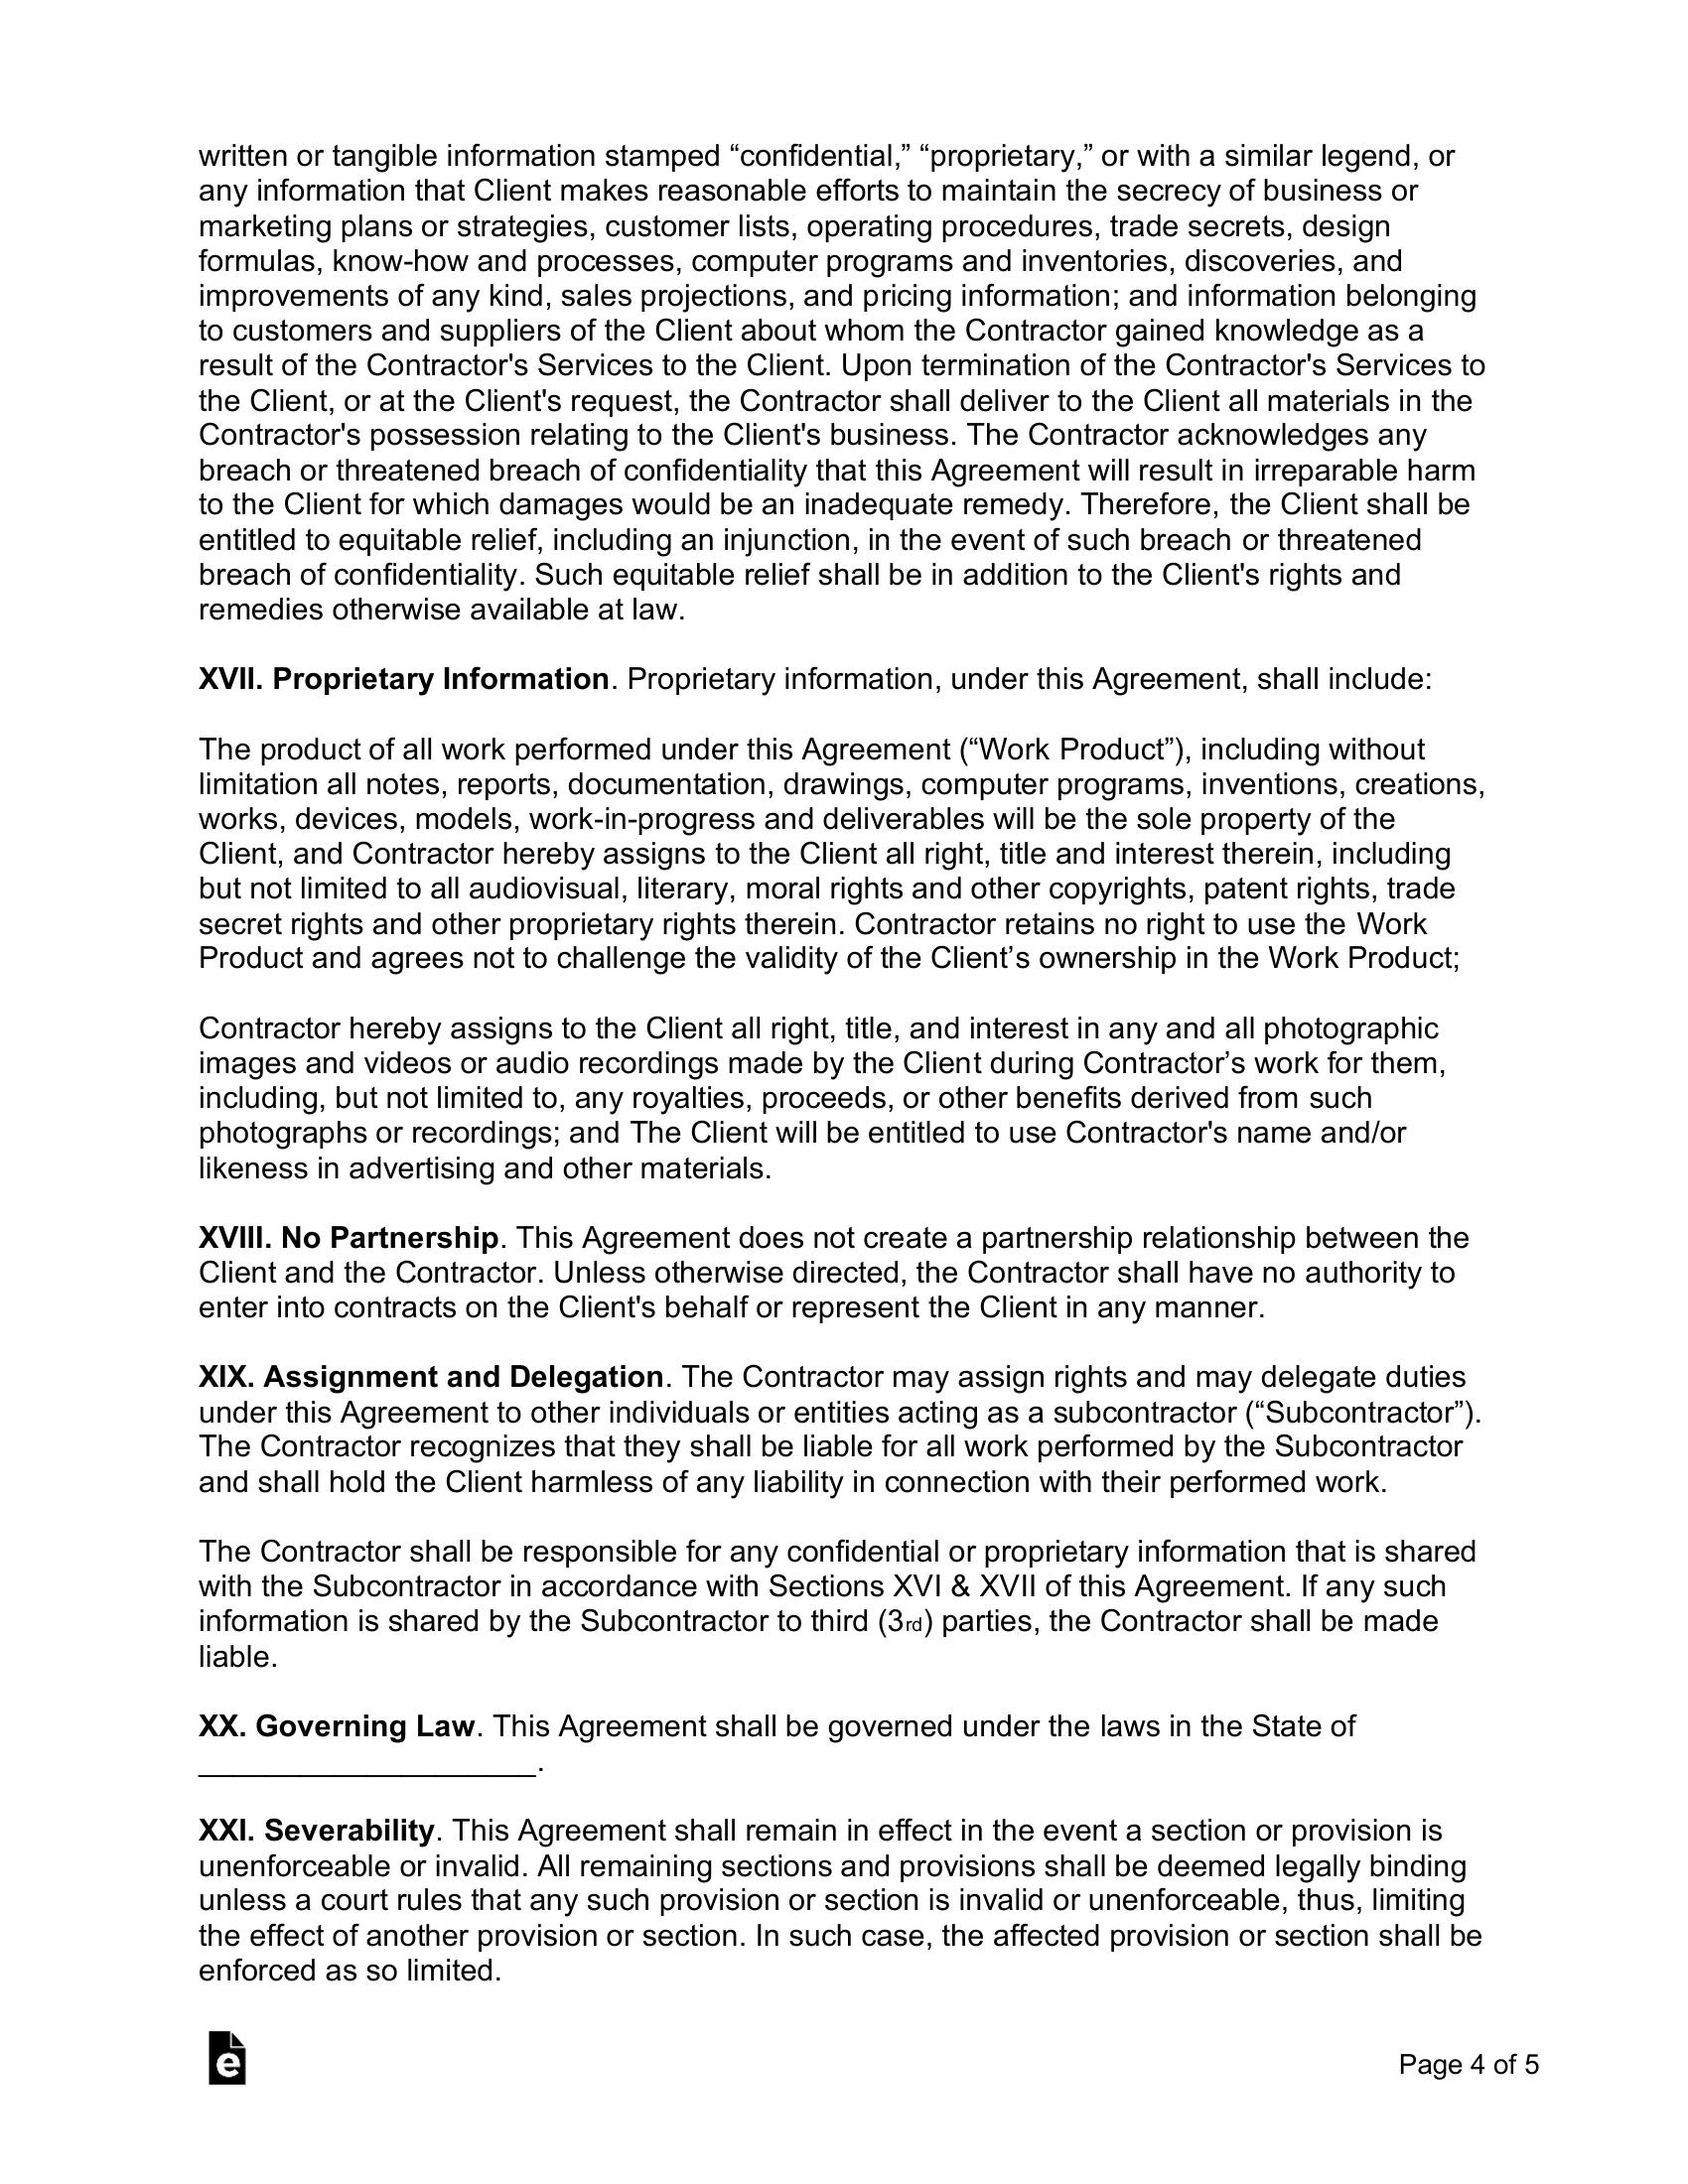 written or tangible information stamped “confidential,” “proprietary,” or with a similar legend, or
any information that Client makes reasonable efforts to maintain the secrecy of business or
marketing plans or strategies, customer lists, operating procedures, trade secrets, design
formulas, know-how and processes, computer programs and inventories, discoveries, and
improvements of any kind, sales projections, and pricing information; and information belonging
to customers and suppliers of the Client about whom the Contractor gained knowledge as a
result of the Contractor's Services to the Client. Upon termination of the Contractor's Services to
the Client, or at the Client's request, the Contractor shall deliver to the Client all materials in the
Contractor's possession relating to the Client's business. The Contractor acknowledges any
breach or threatened breach of confidentiality that this Agreement will result in irreparable harm
to the Client for which damages would be an inadequate remedy. Therefore, the Client shall be
entitled to equitable relief, including an injunction, in the event of such breach or threatened
breach of confidentiality. Such equitable relief shall be in addition to the Client's rights and
remedies otherwise available at law.
XVII. Proprietary Information. Proprietary information, under this Agreement, shall include:
The product of all work performed under this Agreement (“Work Product”), including without
limitation all notes, reports, documentation, drawings, computer programs, inventions, creations,
works, devices, models, work-in-progress and deliverables will be the sole property of the
Client, and Contractor hereby assigns to the Client all right, title and interest therein, including
but not limited to all audiovisual, literary, moral rights and other copyrights, patent rights, trade
secret rights and other proprietary rights therein. Contractor retains no right to use the Work
Product and agrees not to challenge the validity of the Client’s ownership in the Work Product;
Contractor hereby assigns to the Client all right, title, and interest in any and all photographic
images and videos or audio recordings made by the Client during Contractor’s work for them,
including, but not limited to, any royalties, proceeds, or other benefits derived from such
photographs or recordings; and The Client will be entitled to use Contractor's name and/or
likeness in advertising and other materials.
XVIII. No Partnership. This Agreement does not create a partnership relationship between the
Client and the Contractor. Unless otherwise directed, the Contractor shall have no authority to
enter into contracts on the Client's behalf or represent the Client in any manner.
XIX. Assignment and Delegation. The Contractor may assign rights and may delegate duties
under this Agreement to other individuals or entities acting as a subcontractor (“Subcontractor”).
The Contractor recognizes that they shall be liable for all work performed by the Subcontractor
and shall hold the Client harmless of any liability in connection with their performed work.
The Contractor shall be responsible for any confidential or proprietary information that is shared
with the Subcontractor in accordance with Sections XVI & XVII of this Agreement. If any such
information is shared by the Subcontractor to third (3rd) parties, the Contractor shall be made
liable.
XX. Governing Law. This Agreement shall be governed under the laws in the State of
____________________.
XXI. Severability. This Agreement shall remain in effect in the event a section or provision is
unenforceable or invalid. All remaining sections and provisions shall be deemed legally binding
unless a court rules that any such provision or section is invalid or unenforceable, thus, limiting
the effect of another provision or section. In such case, the affected provision or section shall be
enforced as so limited.
e
Page 4 of 5